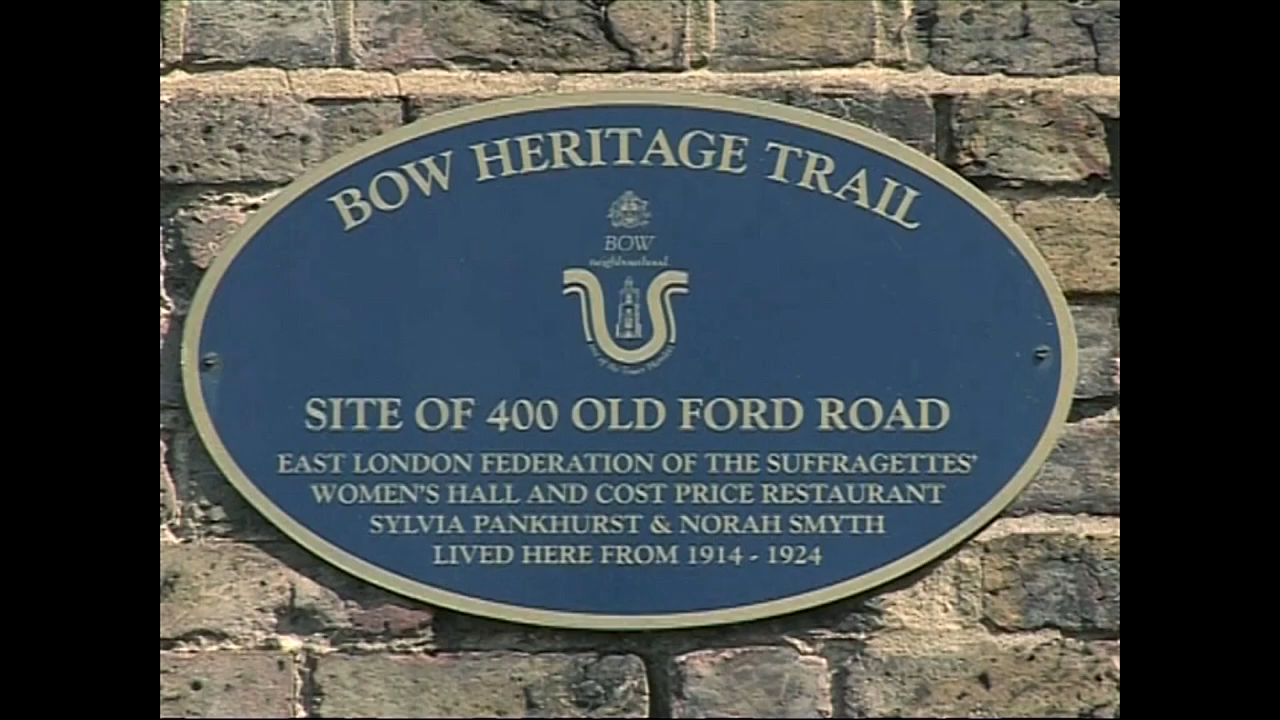 BOW HERITAGE TRAIL
BOW
neighbourhood
SITE OF 400 OLD FORD ROAD
EAST LONDON FEDERATION OF THE SUFFRAGETTES'
WOMEN'S HALL AND COST PRICE RESTAURANT
SYLVIA PANKHURST & NORAH SMYTH
LIVED HERE FROM 1914 - 1924